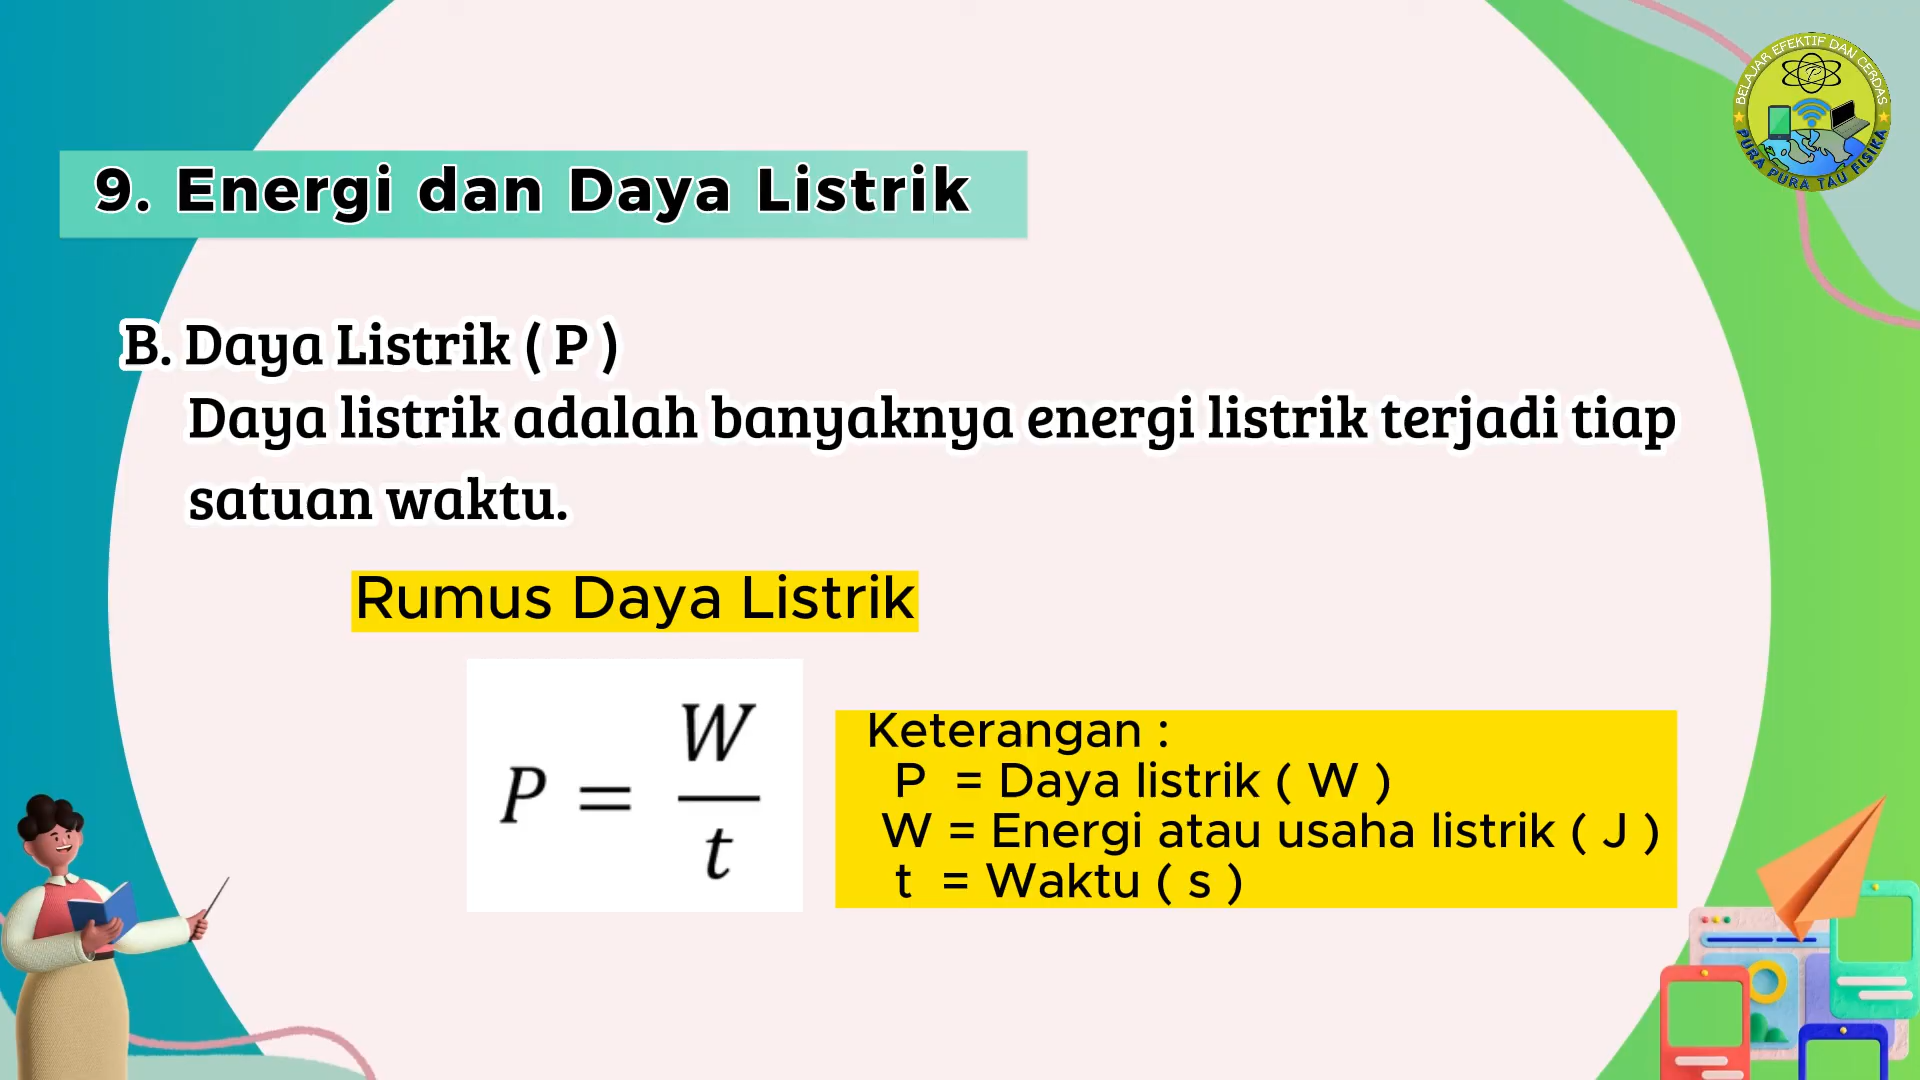 BELAJAR EFEKTIF DAN CERDAS
PURA PURA TAU FISIKA
9. Energi dan Daya Listrik
B. Daya Listrik ( P )
Daya listrik adalah banyaknya energi listrik terjadi tiap
satuan waktu.
Rumus Daya Listrik
P = W / t
Keterangan :
P = Daya listrik ( W )
W = Energi atau usaha listrik ( J )
t = Waktu ( s )